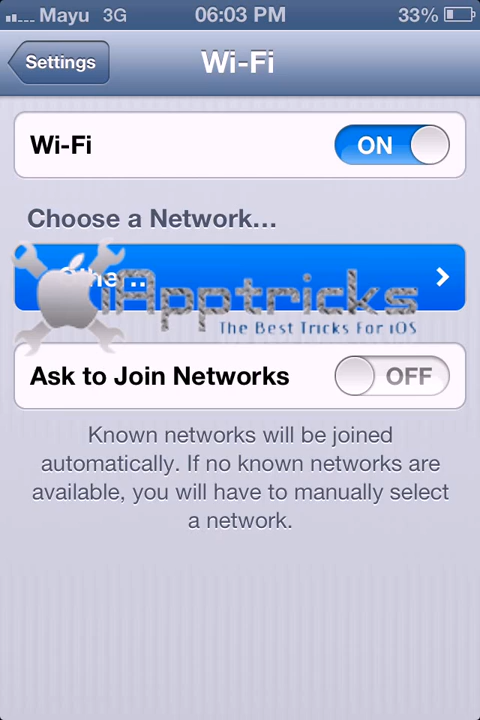 Mayu 3G 06:03 PM 33%
Settings Wi-Fi
Wi-Fi ON
Choose a Network...
Other...
iApptricks
The Best Tricks For iOS
Ask to Join Networks OFF
Known networks will be joined
automatically. If no known networks are
available, you will have to manually select
a network.